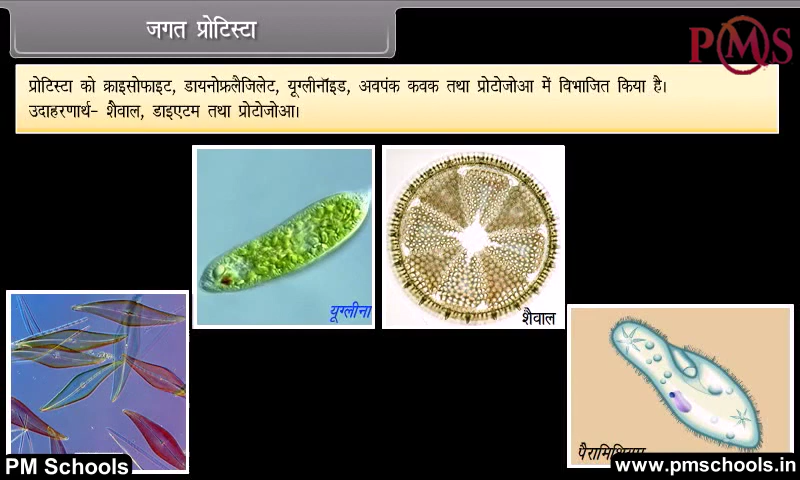 जगत प्रोटिस्टा
PMS
प्रोटिस्टा को क्राइसोफाइट, डायनोफ्लैजिलेट, यूग्लीनॉइड, अवपंक कवक तथा प्रोटोजोआ में विभाजित किया है।
उदाहरणार्थ- शैवाल, डाइएटम तथा प्रोटोजोआ।
यूग्लीना
शैवाल
PM Schools
www.pmschools.in